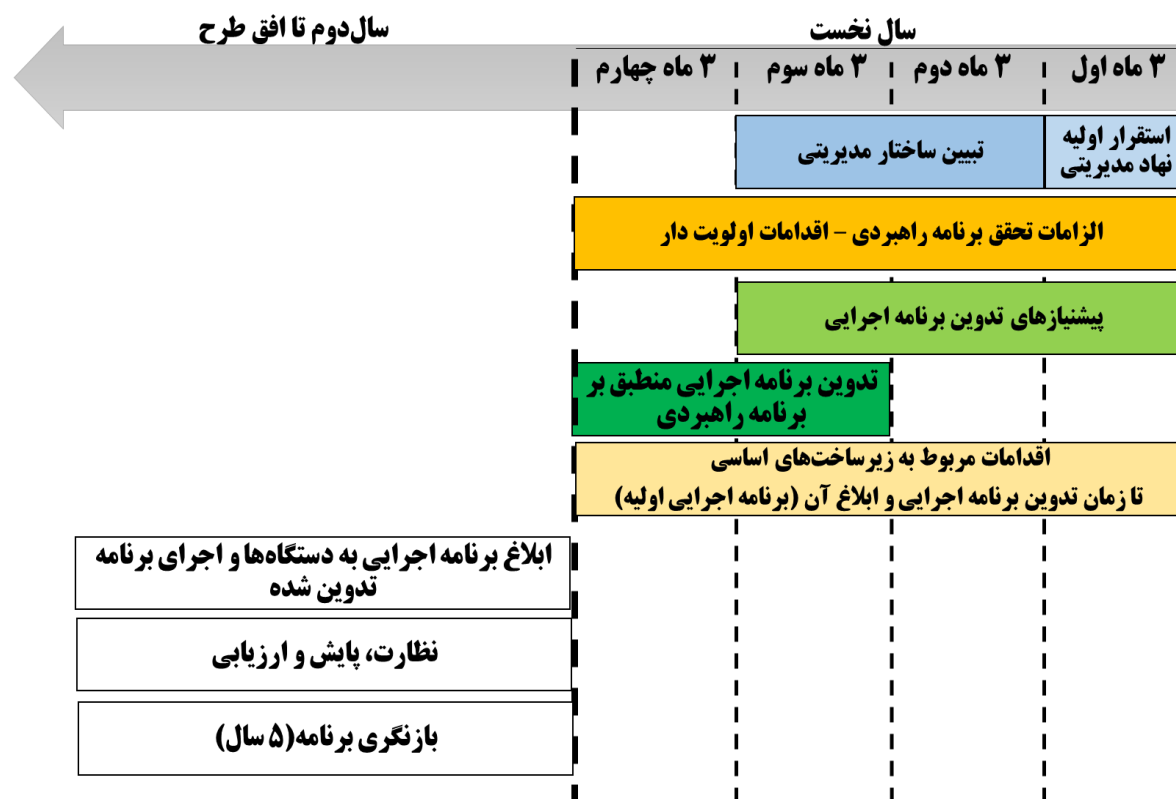 سال نخست
سال‌دوم تا افق طرح
۳ ماه اول
۳ ماه دوم
۳ ماه سوم
۳ ماه چهارم
استقرار اولیه
نهاد مدیریتی
تبیین ساختار مدیریتی
الزامات تحقق برنامه راهبردی – اقدامات اولویت دار
پیشنیازهای تدوین برنامه اجرایی
تدوین برنامه اجرایی منطبق بر
برنامه راهبردی
اقدامات مربوط به زیرساخت‌های اساسی
تا زمان تدوین برنامه اجرایی و ابلاغ آن (برنامه اجرایی اولیه)
ابلاغ برنامه اجرایی به دستگاه‌ها و اجرای برنامه
تدوین شده
نظارت، پایش و ارزیابی
بازنگری برنامه(۵ سال)